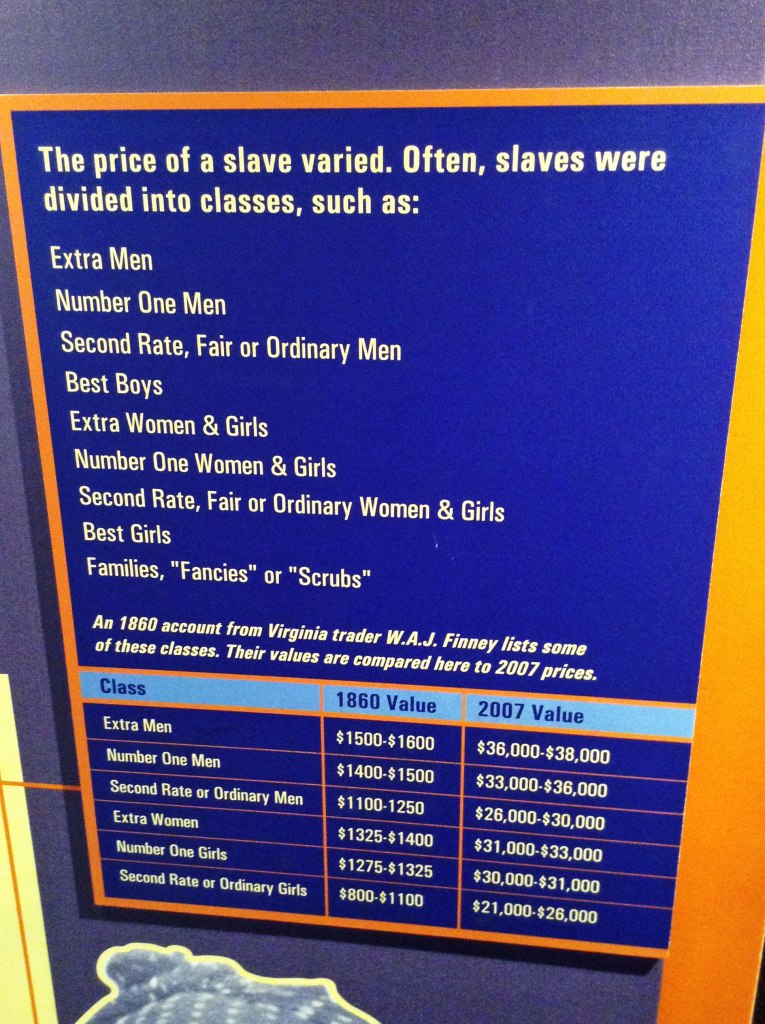 The price of a slave varied. Often, slaves were
divided into classes, such as:
Extra Men
Number One Men
Second Rate, Fair or Ordinary Men
Best Boys
Extra Women & Girls
Number One Women & Girls
Second Rate, Fair or Ordinary Women & Girls
Best Girls
Families, "Fancies" or "Scrubs"
An 1860 account from Virginia trader W.A.J. Finney lists some
of these classes. Their values are compared here to 2007 prices.
Class 1860 Value 2007 Value
Extra Men $1500-$1600 $36,000-$38,000
Number One Men $1400-$1500 $33,000-$36,000
Second Rate or Ordinary Men $1100-1250 $26,000-$30,000
Extra Women $1325-$1400 $31,000-$33,000
Number One Girls $1275-$1325 $30,000-$31,000
Second Rate or Ordinary Girls $800-$1100 $21,000-$26,000